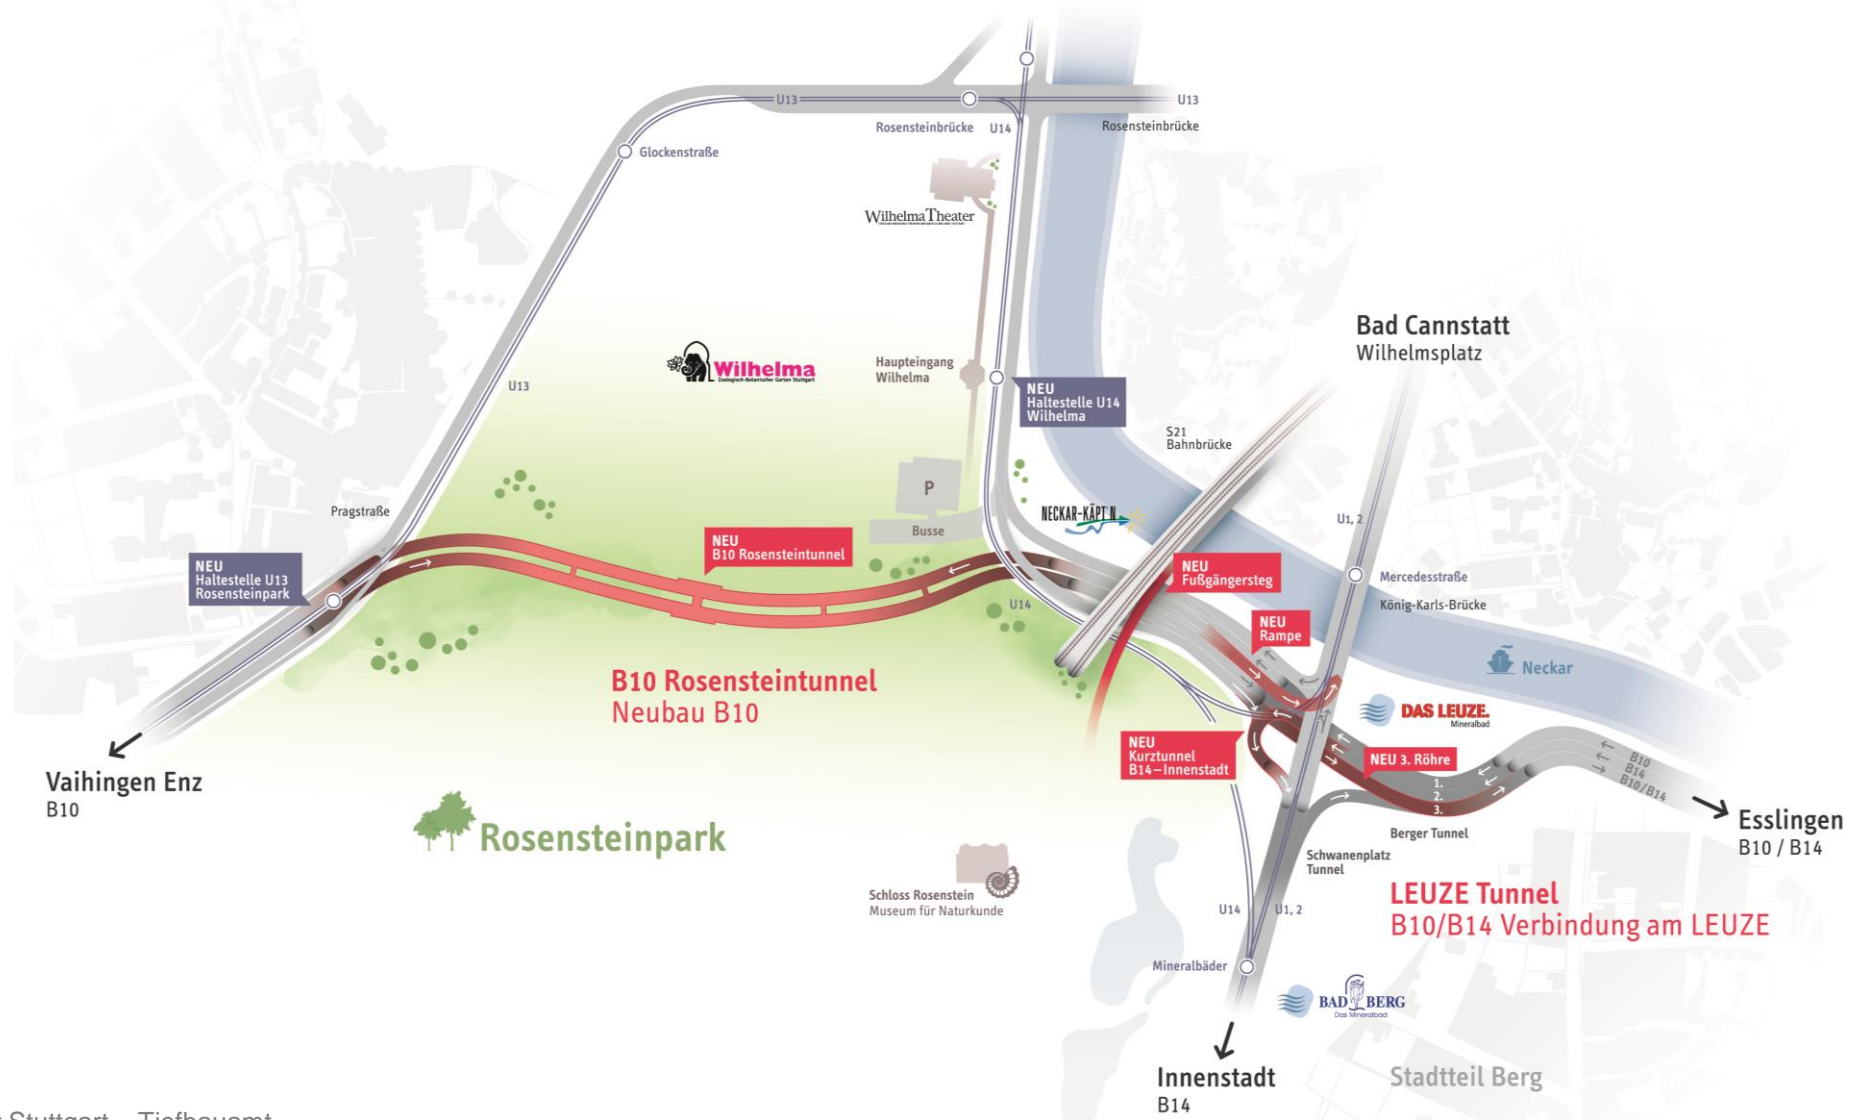 U13
U13
Rosensteinbrücke
U14
Rosensteinbrücke
Glockenstraße
WilhelmaTheater
Bad Cannstatt
Wilhelmsplatz
Wilhelma
Zoologisch-Botanischer Garten Stuttgart
Haupteingang
Wilhelma
U13
NEU
Haltestelle U14
Wilhelma
S21
Bahnbrücke
P
Busse
NECKAR-KÄPT'N
Pragstraße
U1, 2
NEU
B10 Rosensteintunnel
NEU
Haltestelle U13
Rosensteinpark
NEU
Fußgängersteg
Mercedesstraße
König-Karls-Brücke
U14
NEU
Rampe
Neckar
B10 Rosensteintunnel
Neubau B10
DAS LEUZE.
Mineralbad
NEU
Kurztunnel
B14–Innenstadt
NEU 3. Röhre
1.
2.
3.
B10
B14
B10/B14
Vaihingen Enz
B10
Esslingen
B10 / B14
Rosensteinpark
Berger Tunnel
Schwanenplatz
Tunnel
LEUZE Tunnel
B10/B14 Verbindung am LEUZE
Schloss Rosenstein
Museum für Naturkunde
U14
U1, 2
Mineralbäder
BAD BERG
Das Mineralbad
Innenstadt
B14
Stadtteil Berg
Stuttgart – Tiefbauamt